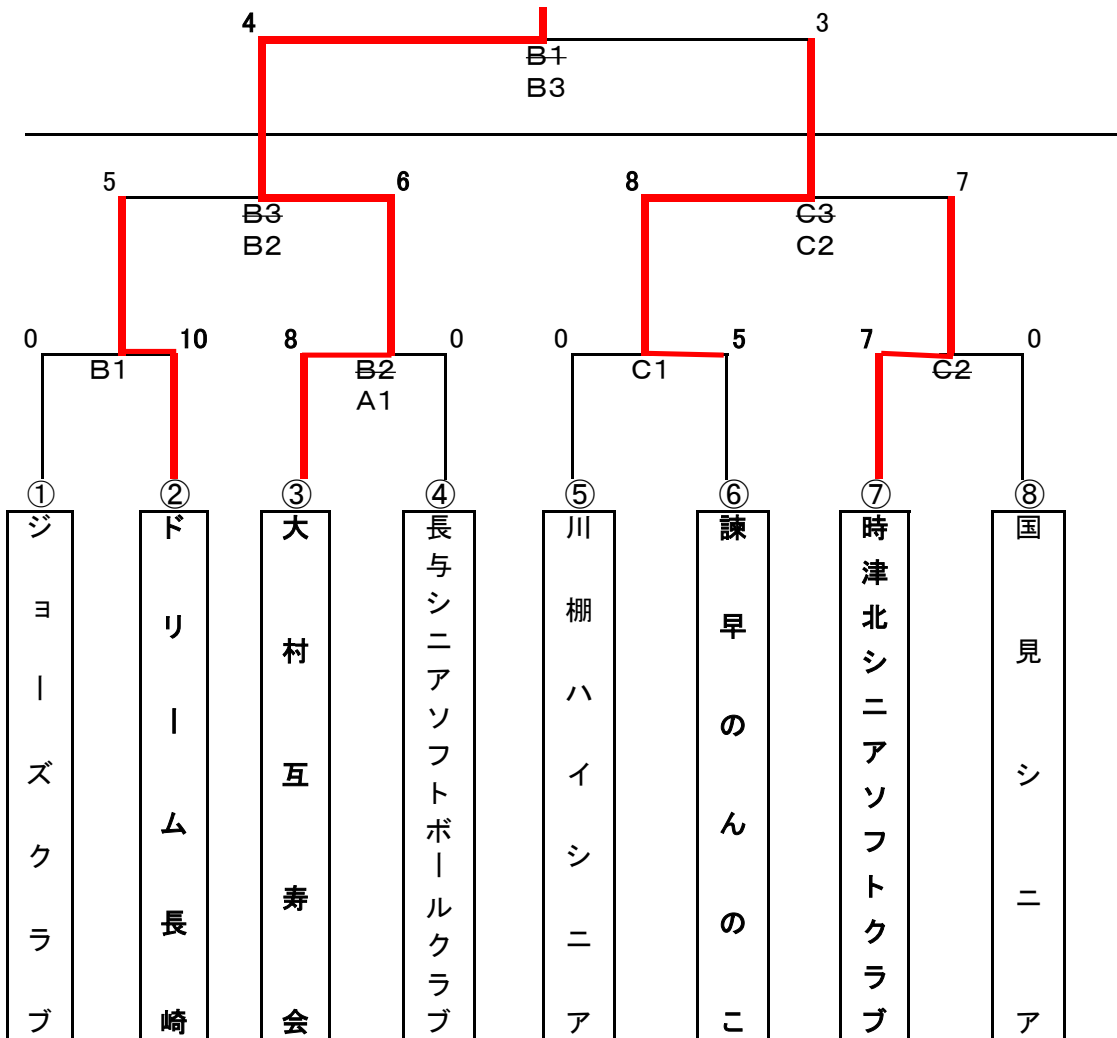 4 3
B1
B3
5 6 8 7
B3 C3
B2 C2
0 10 8 0 0 5 7 0
B1 B2 C1 C2
A1
① ② ③ ④ ⑤ ⑥ ⑦ ⑧
ジョーズクラブ
ドリーム長崎
大村互寿会
長与シニアソフトボールクラブ
川棚ハイシニア
諫早のんのこ
時津北シニアソフトクラブ
国見シニア